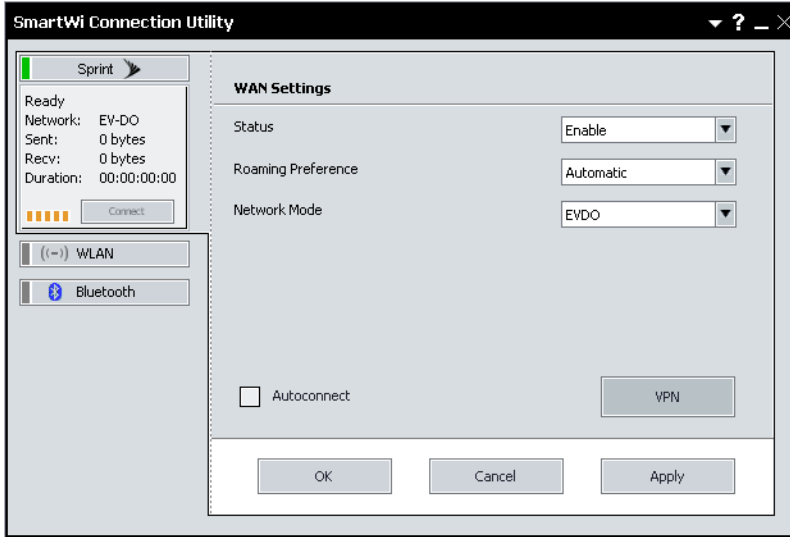 SmartWi Connection Utility
Sprint
Ready
Network: EV-DO
Sent: 0 bytes
Recv: 0 bytes
Duration: 00:00:00:00
Connect
WLAN
Bluetooth
WAN Settings
Status Enable
Roaming Preference Automatic
Network Mode EVDO
Autoconnect VPN
OK Cancel Apply